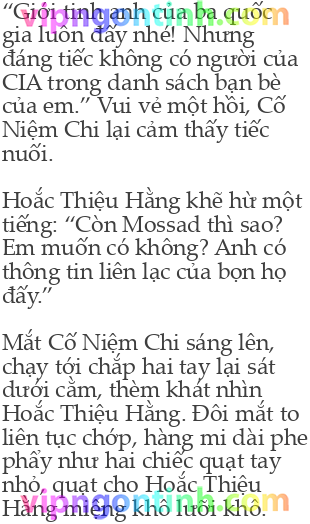 “Giới tinh anh của ba quốc
gia luôn đấy nhé! Nhưng
đáng tiếc không có người của
CIA trong danh sách bạn bè
của em.” Vui vẻ một hồi, Cố
Niệm Chi lại cảm thấy tiếc
nuối.
Hoắc Thiệu Hằng khẽ hừ một
tiếng: “Còn Mossad thì sao?
Em muốn có không? Anh có
thông tin liên lạc của bọn họ
đấy.”
Mắt Cố Niệm Chi sáng lên,
chạy tới chắp hai tay lại sát
dưới cằm, thèm khát nhìn
Hoắc Thiệu Hằng. Đôi mắt to
liên tục chớp, hàng mi dài phe
phẩy như hai chiếc quạt tay
nhỏ, quạt cho Hoắc Thiệu
Hằng miệng khô lưỡi khô.
vipngontinh.com
vipngontinh.com
vipngontinh.com